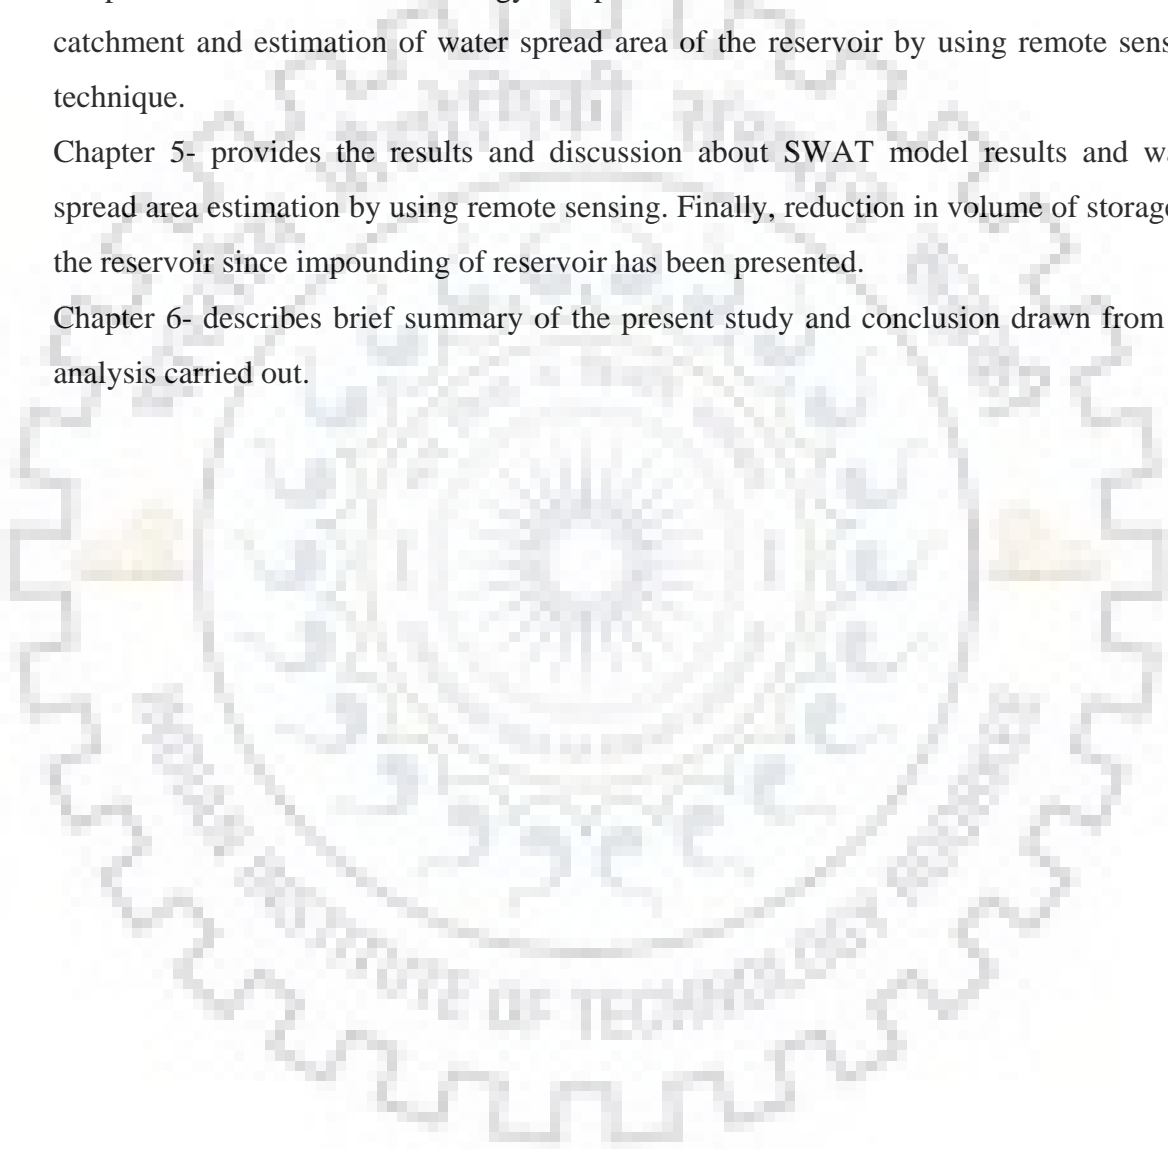 catchment and estimation of water spread area of the reservoir by using remote
technique.
Chapter 5- provides the results and discussion about SWAT model results and
spread area estimation by using remote sensing. Finally, reduction in volume of storage
the reservoir since impounding of reservoir has been presented.
Chapter 6- describes brief summary of the present study and conclusion drawn from
analysis carried out.
INSTITUTE OF TECHNOLOGY ROORKEE